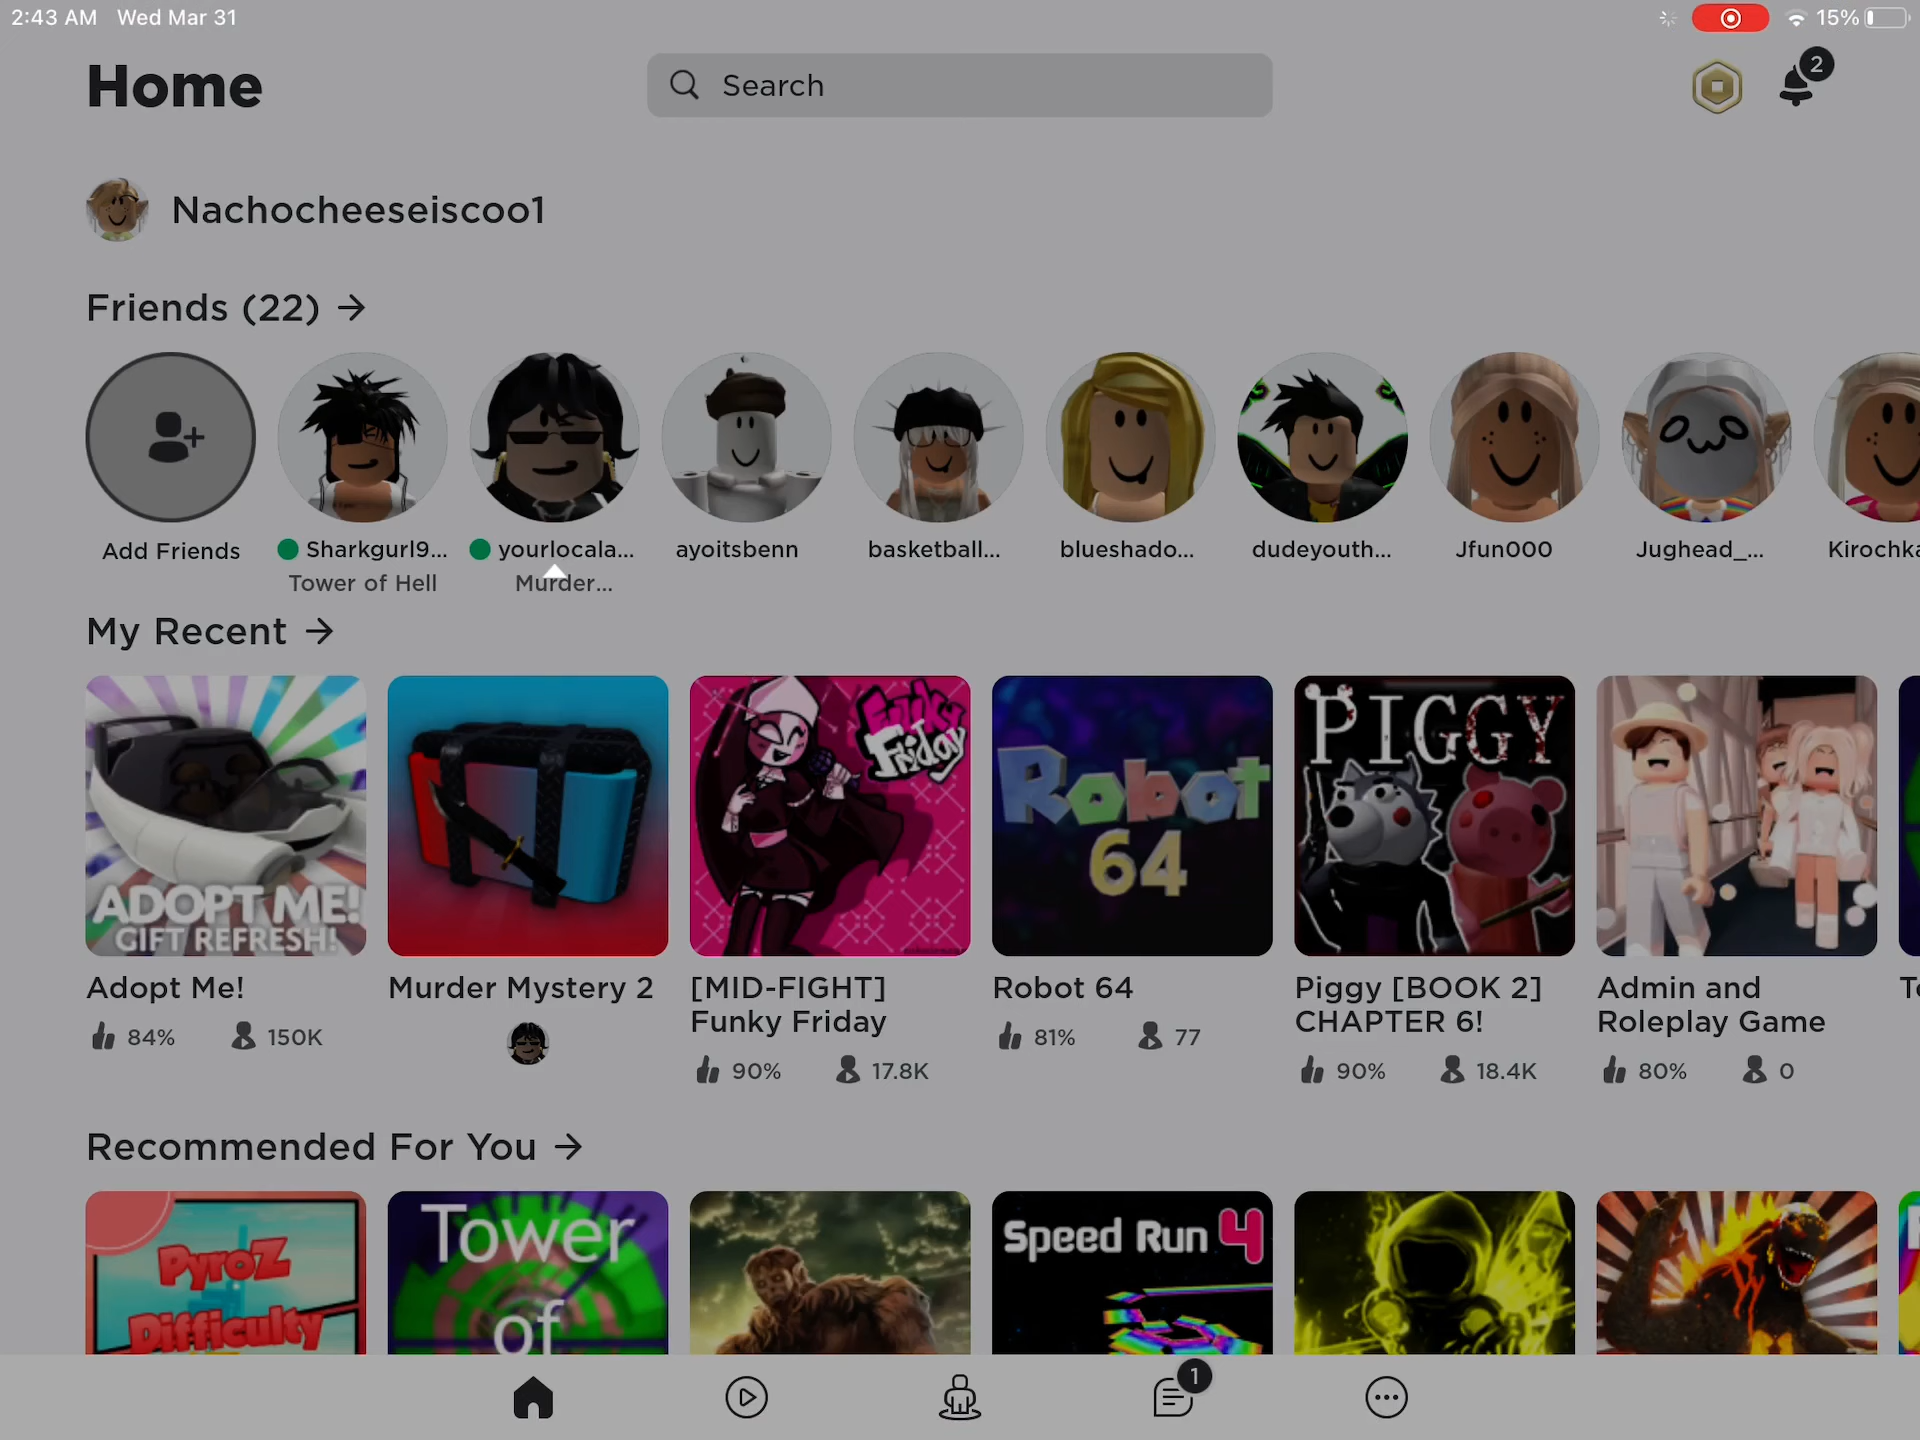 2:43 AM Wed Mar 31
15%
Home
Search
2
Nachocheeseiscoo1
Friends (22) →
Add Friends
Sharkgurl9...
Tower of Hell
yourlocala...
Murder...
ayoitsbenn
basketball...
blueshado...
dudeyouth...
Jfun000
Jughead_...
Kirochka
My Recent →
ADOPT ME!
GIFT REFRESH!
Funky
Friday
Robot
64
PIGGY
Adopt Me!
84% 150K
Murder Mystery 2
[MID-FIGHT]
Funky Friday
90% 17.8K
Robot 64
81% 77
Piggy [BOOK 2]
CHAPTER 6!
90% 18.4K
Admin and
Roleplay Game
80% 0
Recommended For You →
PyroZ
Difficulty
Tower
of
Speed Run 4
1